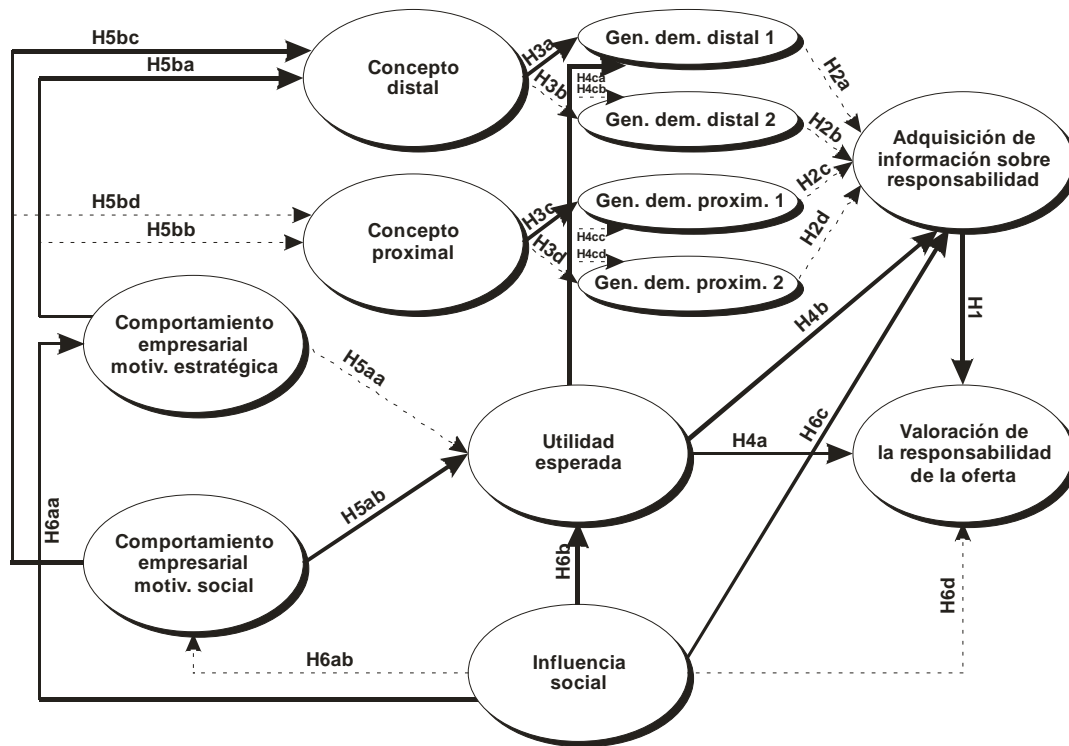 H5bc
H5ba
Concepto
distal
H3a
H3b
Gen. dem. distal 1
H4ca
H4cb
Gen. dem. distal 2
H2a
H2b
Adquisición de
información sobre
responsabilidad
H5bd
H5bb
Concepto
proximal
H3c
H3d
Gen. dem. proxim. 1
H4cc
H4cd
Gen. dem. proxim. 2
H2c
H2d
Comportamiento
empresarial
motiv. estratégica
H5aa
H4b
H1
Utilidad
esperada
H4a
H6c
Valoración de
la responsabilidad
de la oferta
H6aa
H5ab
Comportamiento
empresarial
motiv. social
H6b
H6d
H6ab
Influencia
social